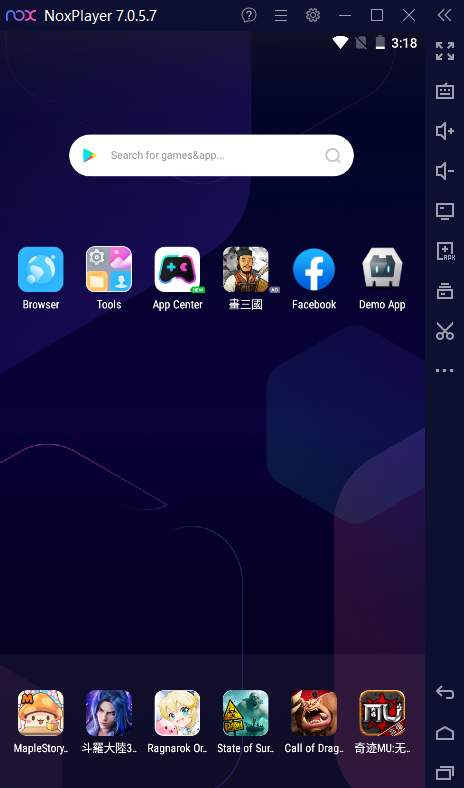 nox NoxPlayer 7.0.5.7
3:18
Search for games&app...
Browser
Tools
NEW
App Center
AD
畫三國
Facebook
Demo App
APK
MapleStory..
斗羅大陸3..
Ragnarok Or..
State of Sur..
Call of Drag..
奇迹MU:无..